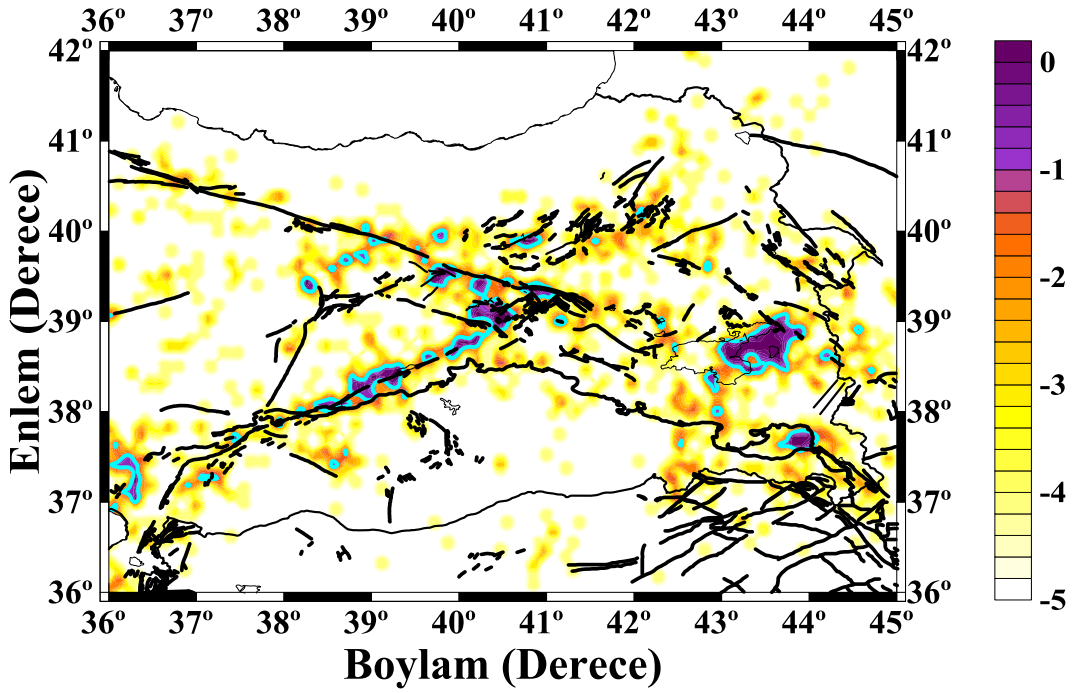 36º 37º 38º 39º 40º 41º 42º 43º 44º 45º
42º 42º
41º 41º
40º 40º
39º 39º
38º 38º
37º 37º
36º 36º
36º 37º 38º 39º 40º 41º 42º 43º 44º 45º
Enlem (Derece)
Boylam (Derece)
0
-1
-2
-3
-4
-5